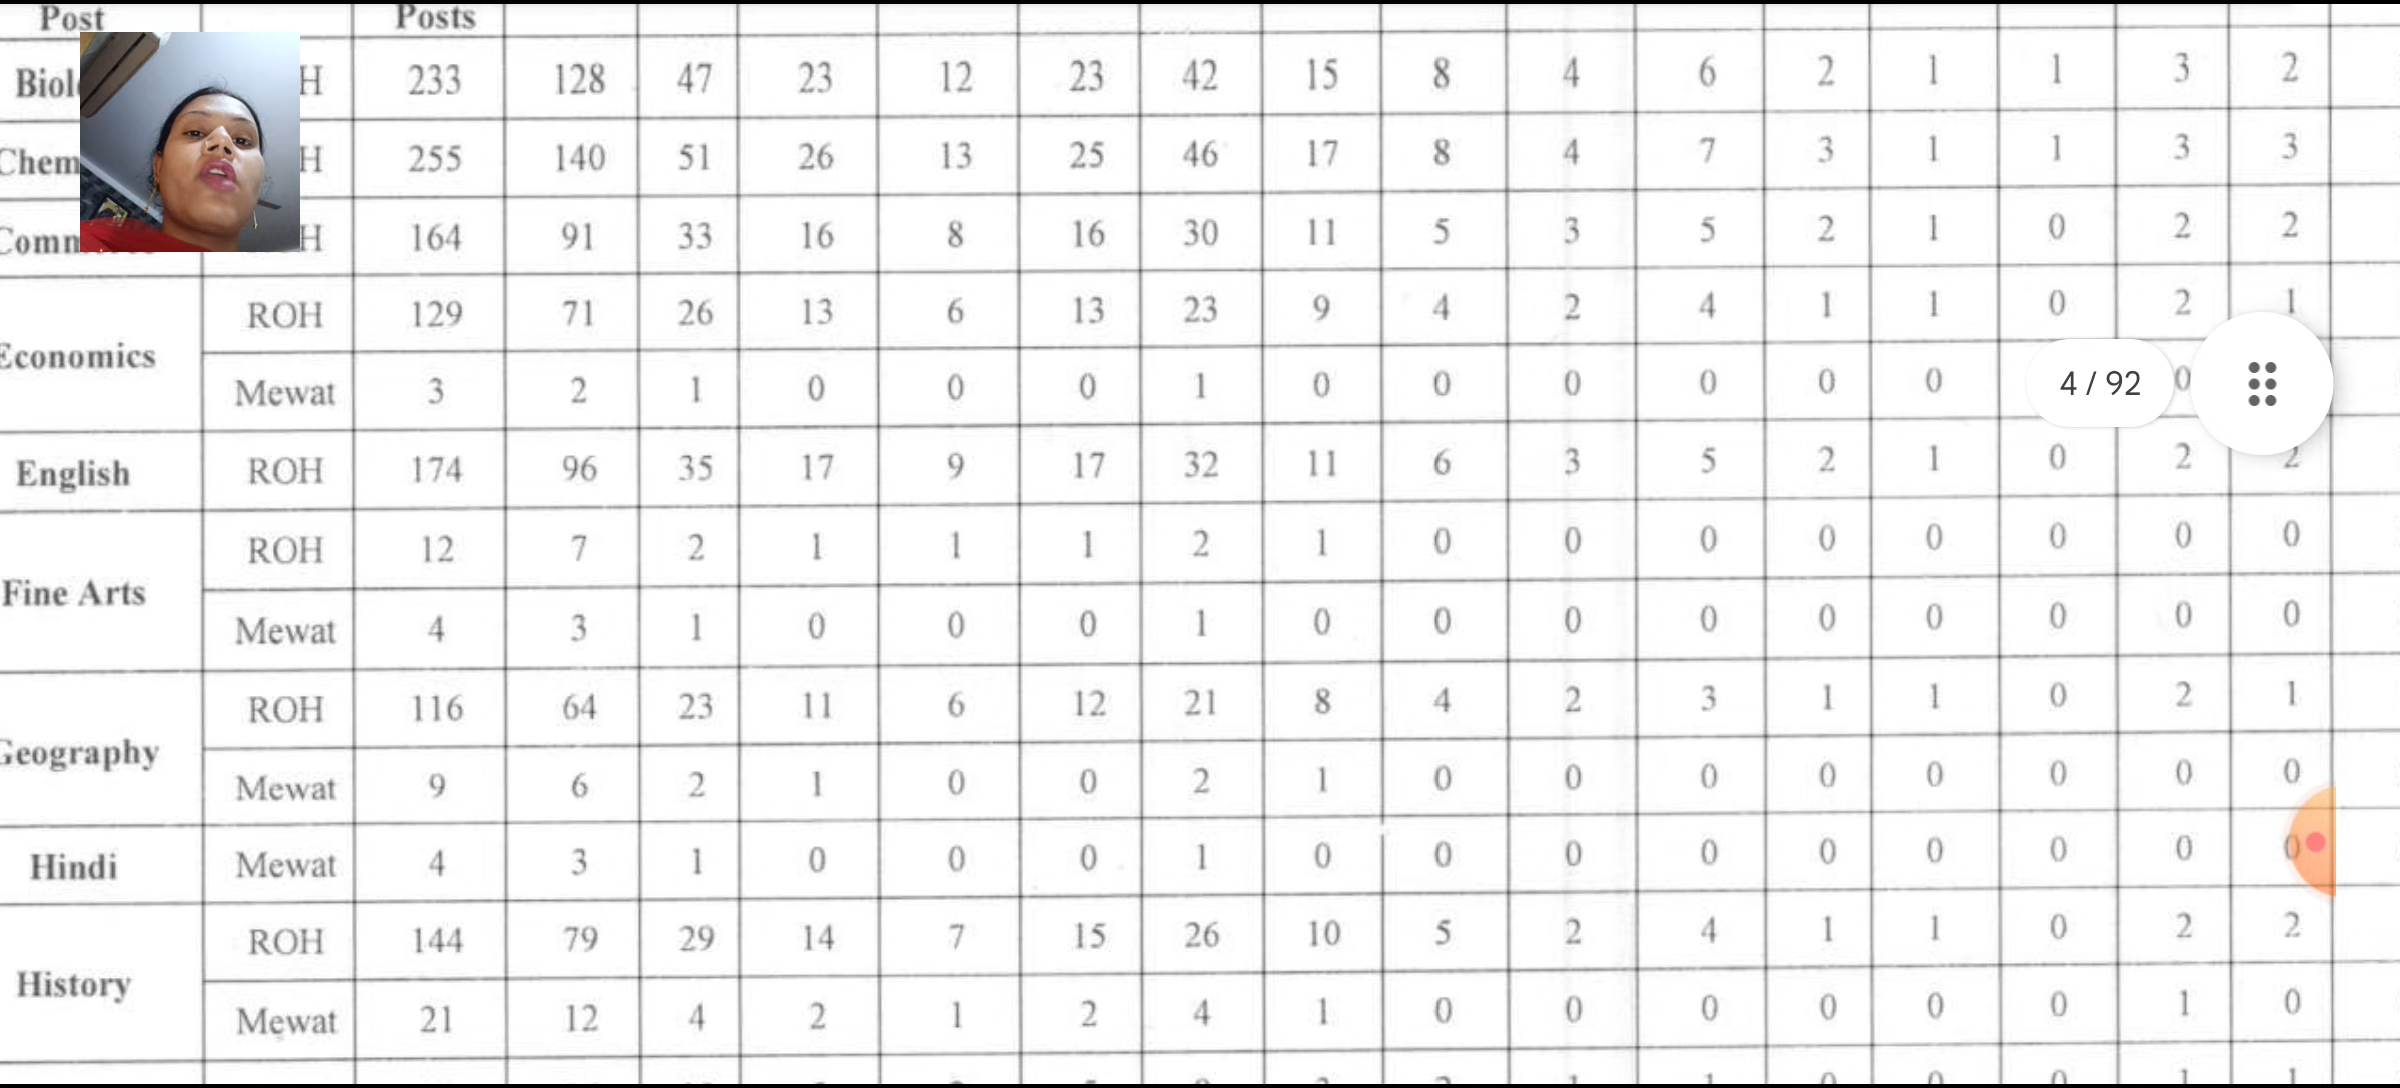 Post Posts
H 233 128 47 23 12 23 42 15 8 4 6 2 1 1 3 2
H 255 140 51 26 13 25 46 17 8 4 7 3 1 1 3 3
H 164 91 33 16 8 16 30 11 5 3 5 2 1 0 2 2
Economics ROH 129 71 26 13 6 13 23 9 4 2 4 1 1 0 2 1
Mewat 3 2 1 0 0 0 1 0 0 0 0 0 0 0
4 / 92
English ROH 174 96 35 17 9 17 32 11 6 3 5 2 1 0 2 2
Fine Arts ROH 12 7 2 1 1 1 2 1 0 0 0 0 0 0 0 0
Mewat 4 3 1 0 0 0 1 0 0 0 0 0 0 0 0 0
Geography ROH 116 64 23 11 6 12 21 8 4 2 3 1 1 0 2 1
Mewat 9 6 2 1 0 0 2 1 0 0 0 0 0 0 0 0
Hindi Mewat 4 3 1 0 0 0 1 0 0 0 0 0 0 0 0 0
History ROH 144 79 29 14 7 15 26 10 5 2 4 1 1 0 2 2
Mewat 21 12 4 2 1 2 4 1 0 0 0 0 0 0 1 0